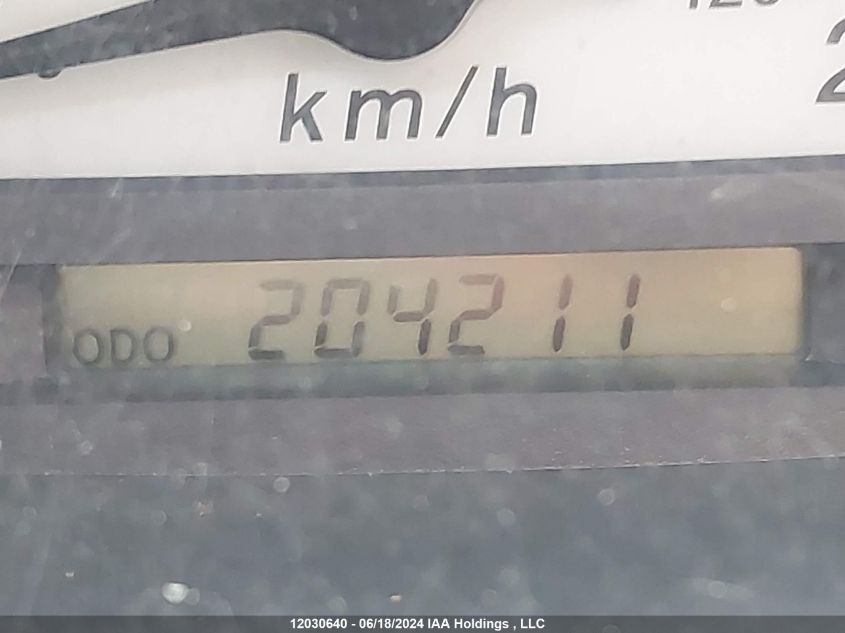 km/h
ODO 204211
12030640 - 06/18/2024 IAA Holdings , LLC